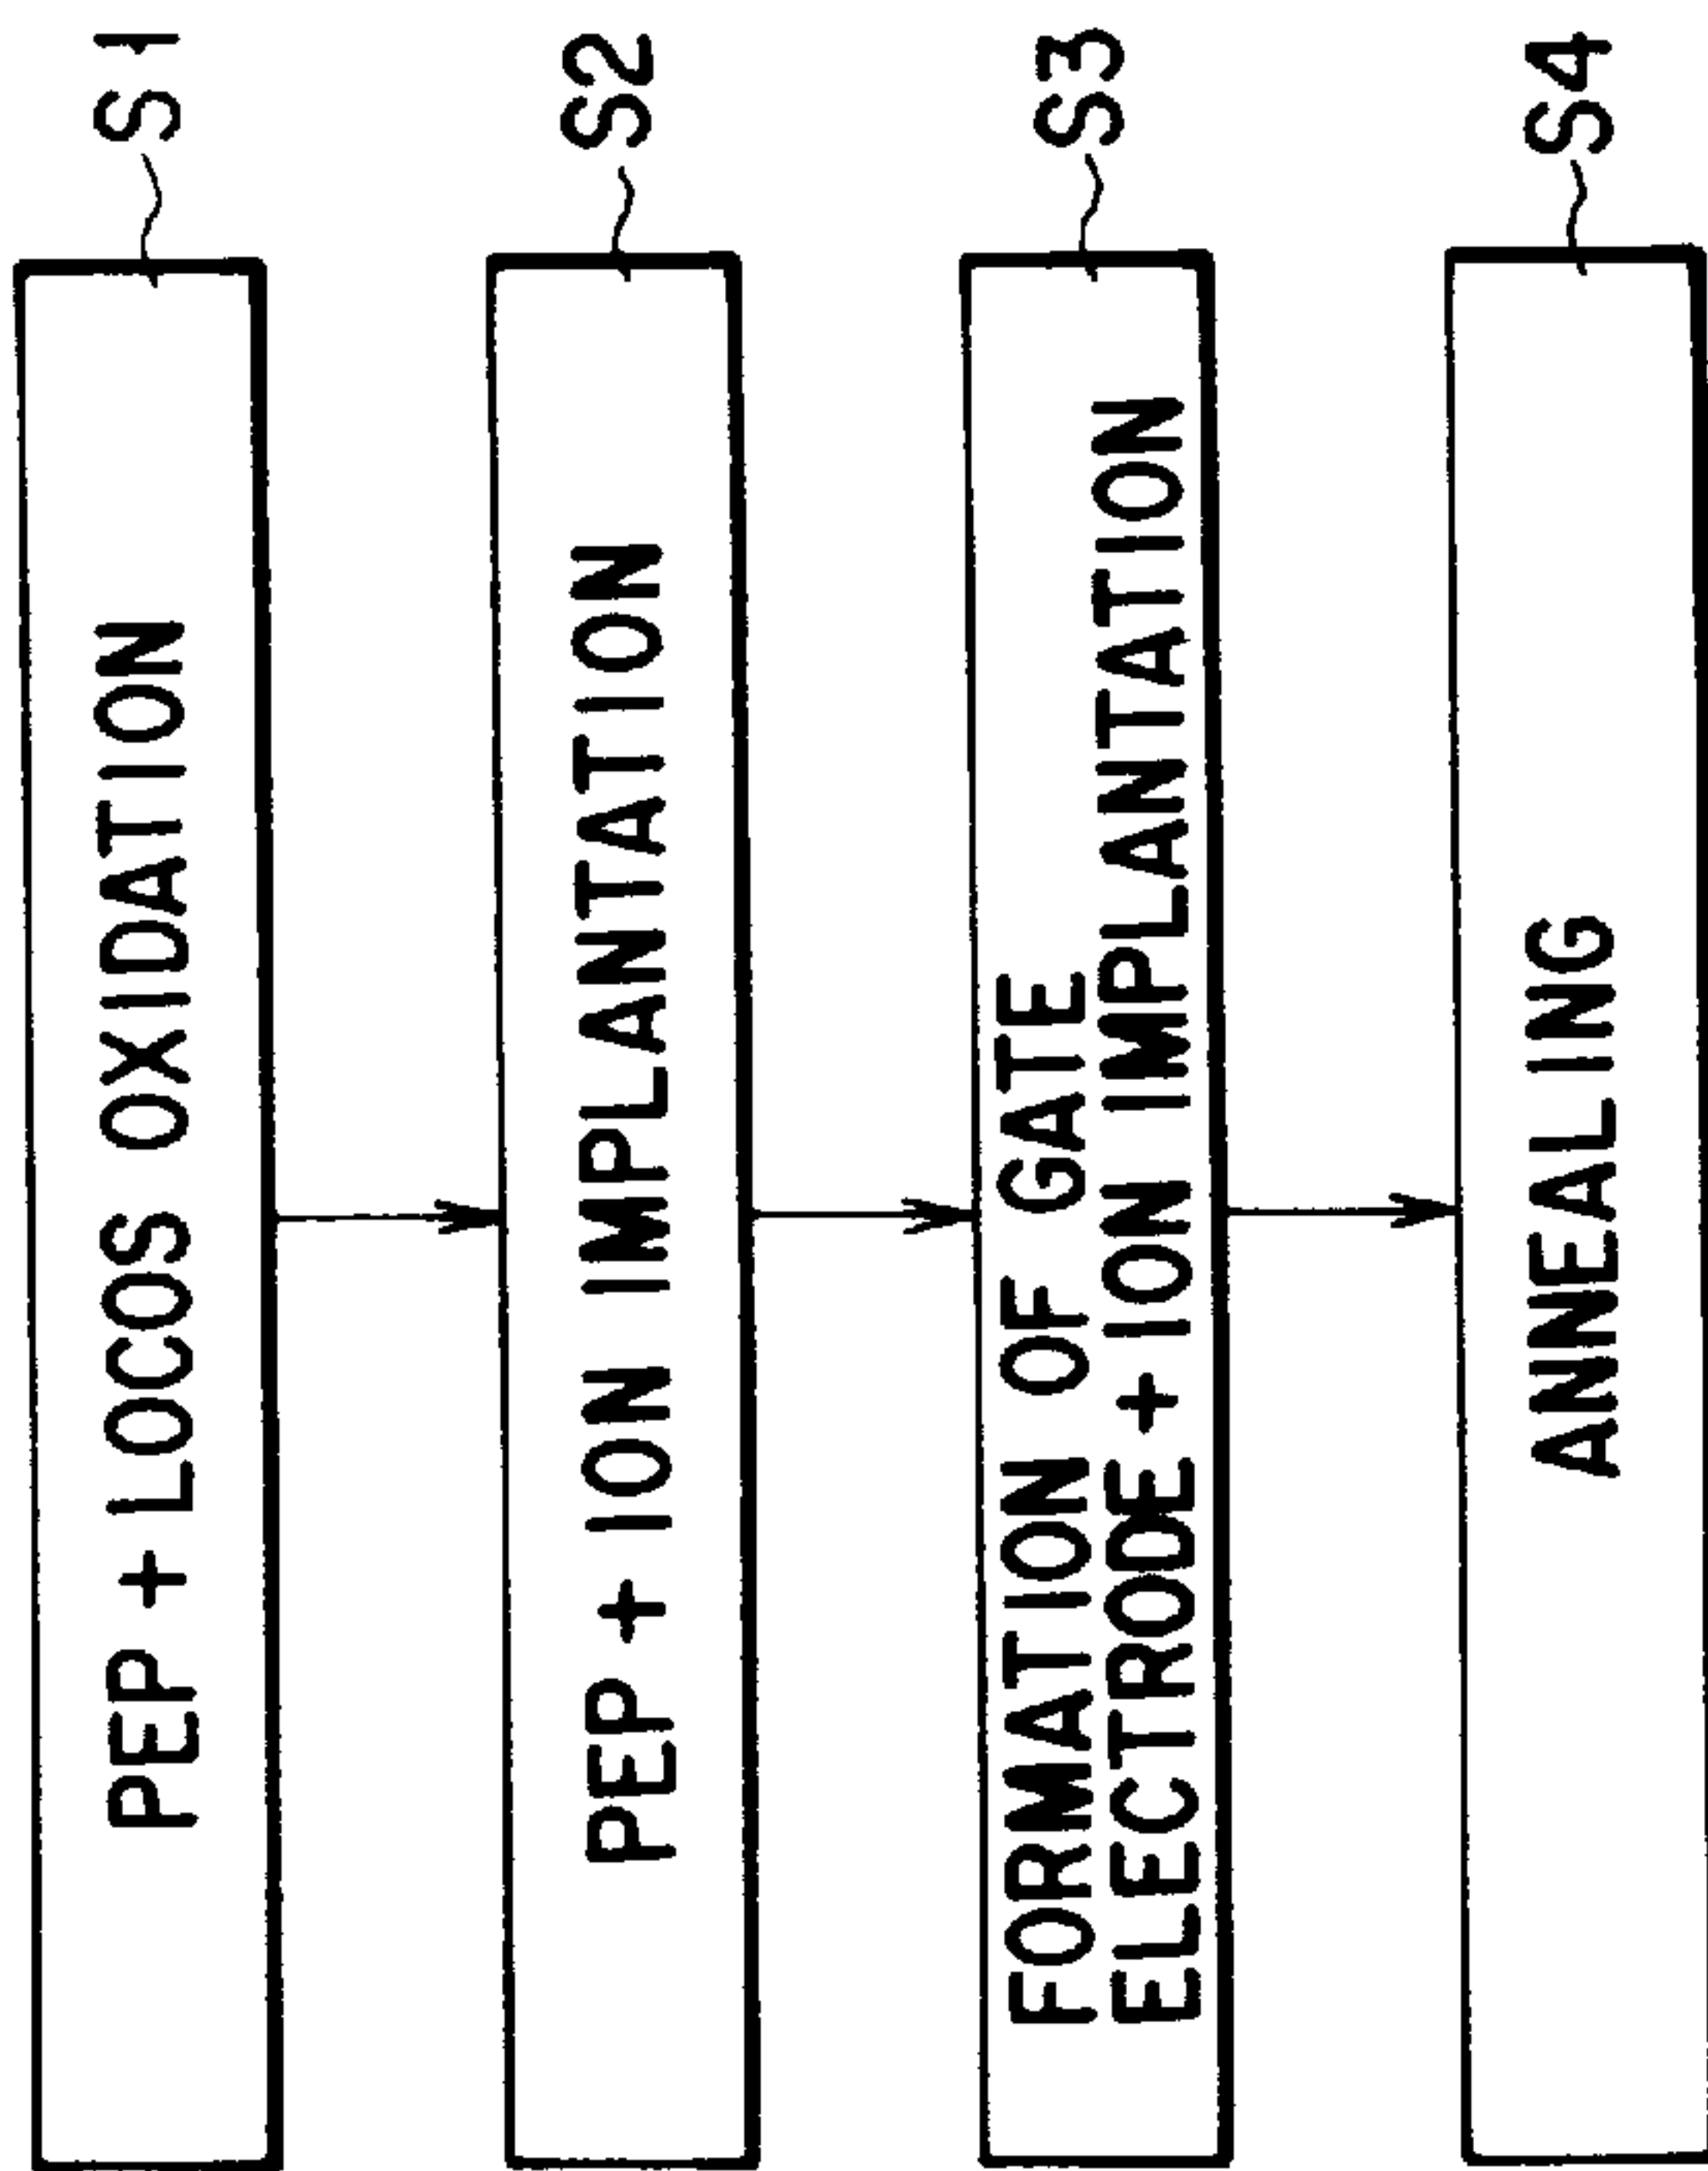 PEP + LOCOS OXIDATION
S1
PEP + ION IMPLANTATION
S2
FORMATION OF GATE
ELECTRODE + ION IMPLANTATION
S3
ANNEALING
S4